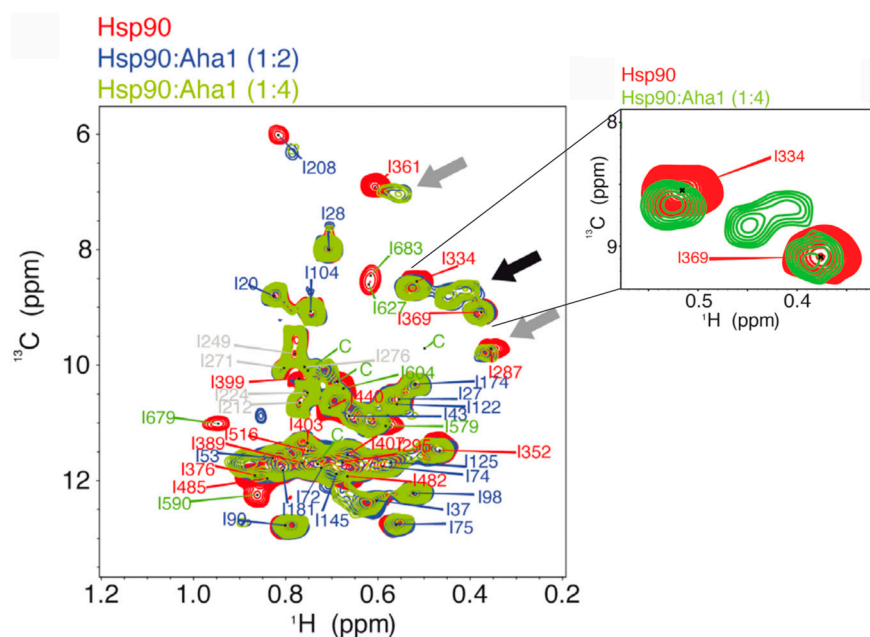 Hsp90
Hsp90:Aha1 (1:2)
Hsp90:Aha1 (1:4)
Hsp90
Hsp90:Aha1 (1:4)
6
8
10
12
¹³C (ppm)
1.2
1.0
0.8
0.6
0.4
0.2
¹H (ppm)
I208
I361
I28
I683
I334
I20
I104
I627
I369
I249
I271
I276
C
C
I287
I399
I604
I174
I224
I27
I212
I440
I122
I679
I403
I43
I579
I516
C
I389
I407
I295
I352
I53
I125
I376
I74
I485
I72
I482
I98
I590
I181
I145
I37
I90
I75
C
8
9
¹³C (ppm)
I334
I369
0.5
0.4
¹H (ppm)